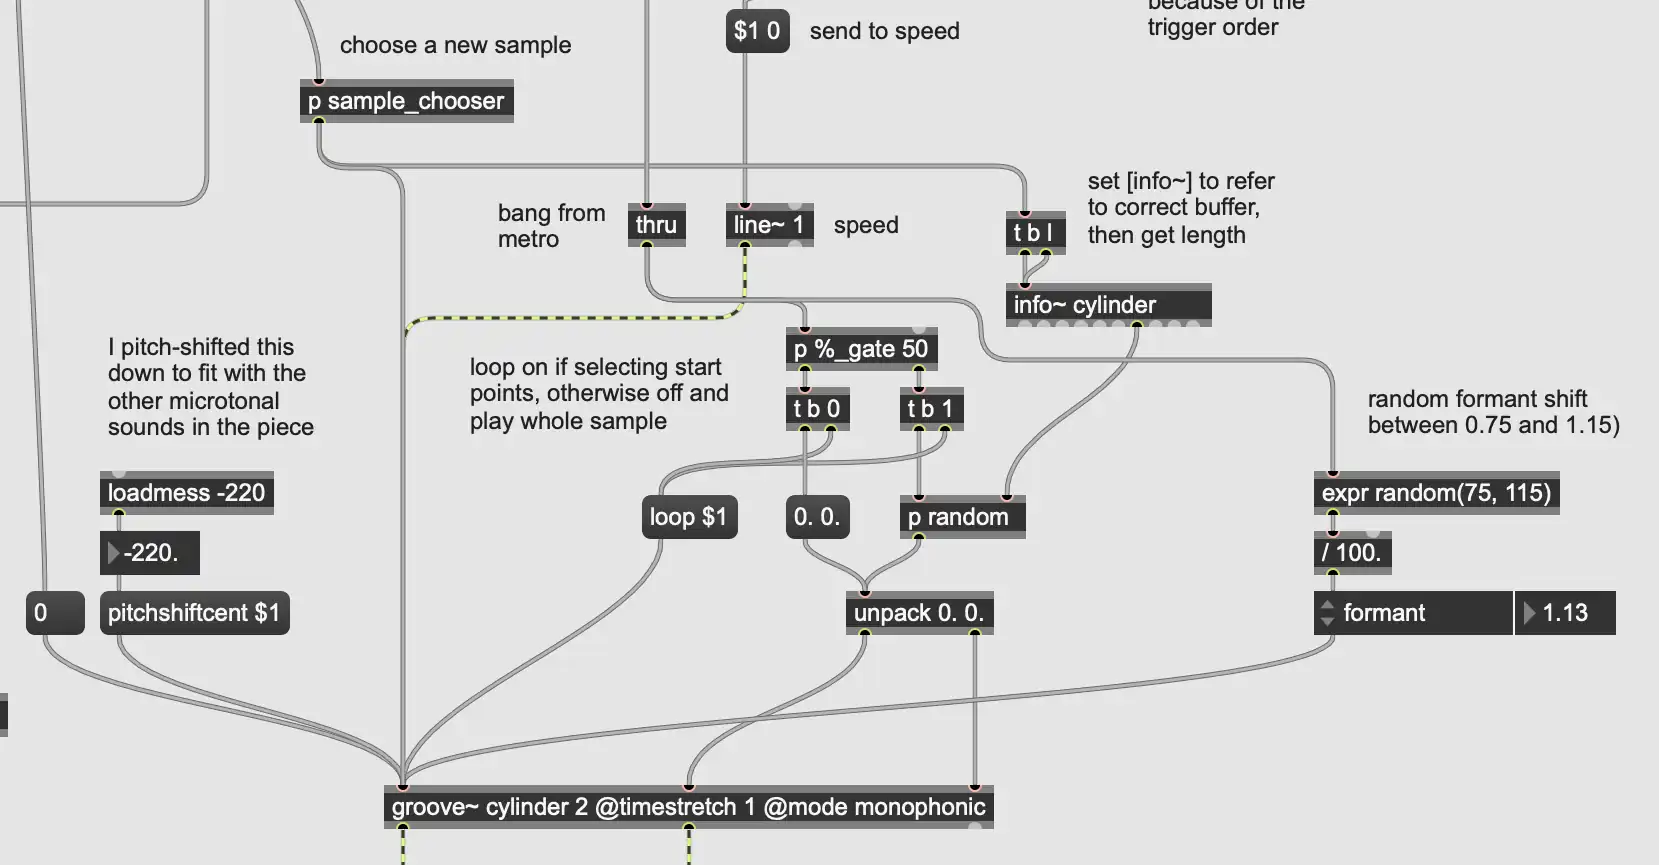 because of the
trigger order
$1 0
send to speed
choose a new sample
p sample_chooser
set [info~] to refer
to correct buffer,
then get length
bang from
metro
thru
line~ 1
speed
t b l
info~ cylinder
I pitch-shifted this
down to fit with the
other microtonal
sounds in the piece
loop on if selecting start
points, otherwise off and
play whole sample
p %_gate 50
t b 0
t b 1
random formant shift
between 0.75 and 1.15)
loadmess -220
-220.
loop $1
0. 0.
p random
expr random(75, 115)
/ 100.
0
pitchshiftcent $1
unpack 0. 0.
formant
1.13
groove~ cylinder 2 @timestretch 1 @mode monophonic